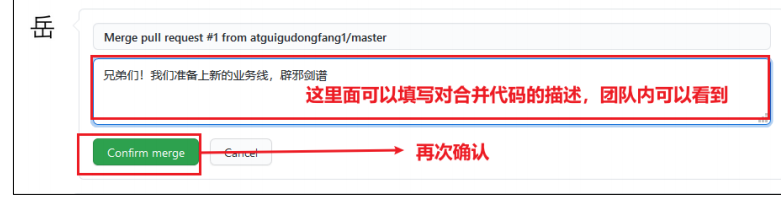 岳
Merge pull request #1 from atguigudongfang1/master
兄弟们！我们准备上新的业务线，辟邪剑谱
这里面可以填写对合并代码的描述，团队内可以看到
Confirm merge
Cancel
再次确认